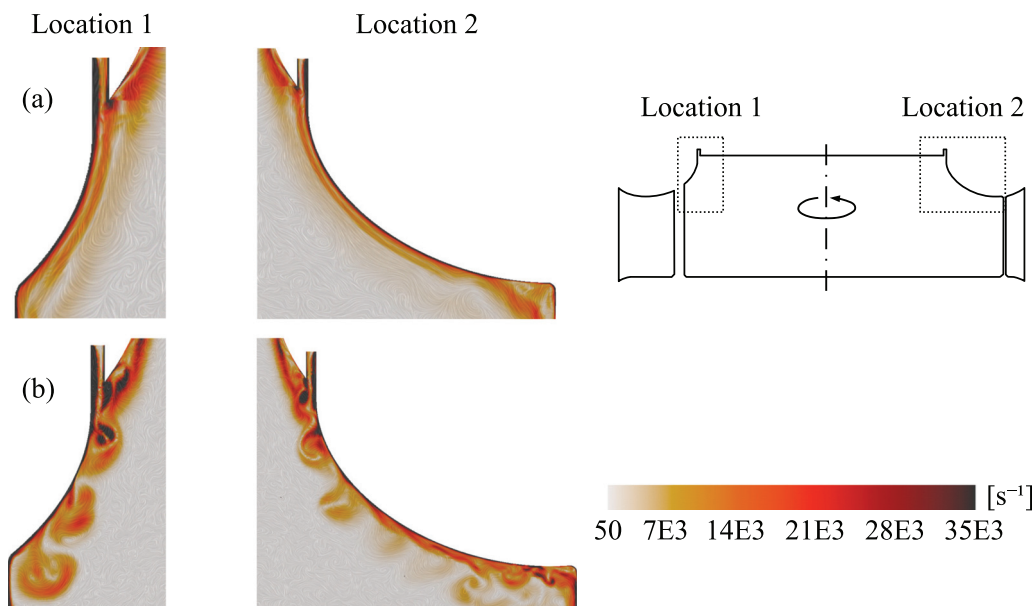 Location 1
Location 2
(a)
Location 1
Location 2
(b)
[s⁻¹]
50 7E3 14E3 21E3 28E3 35E3